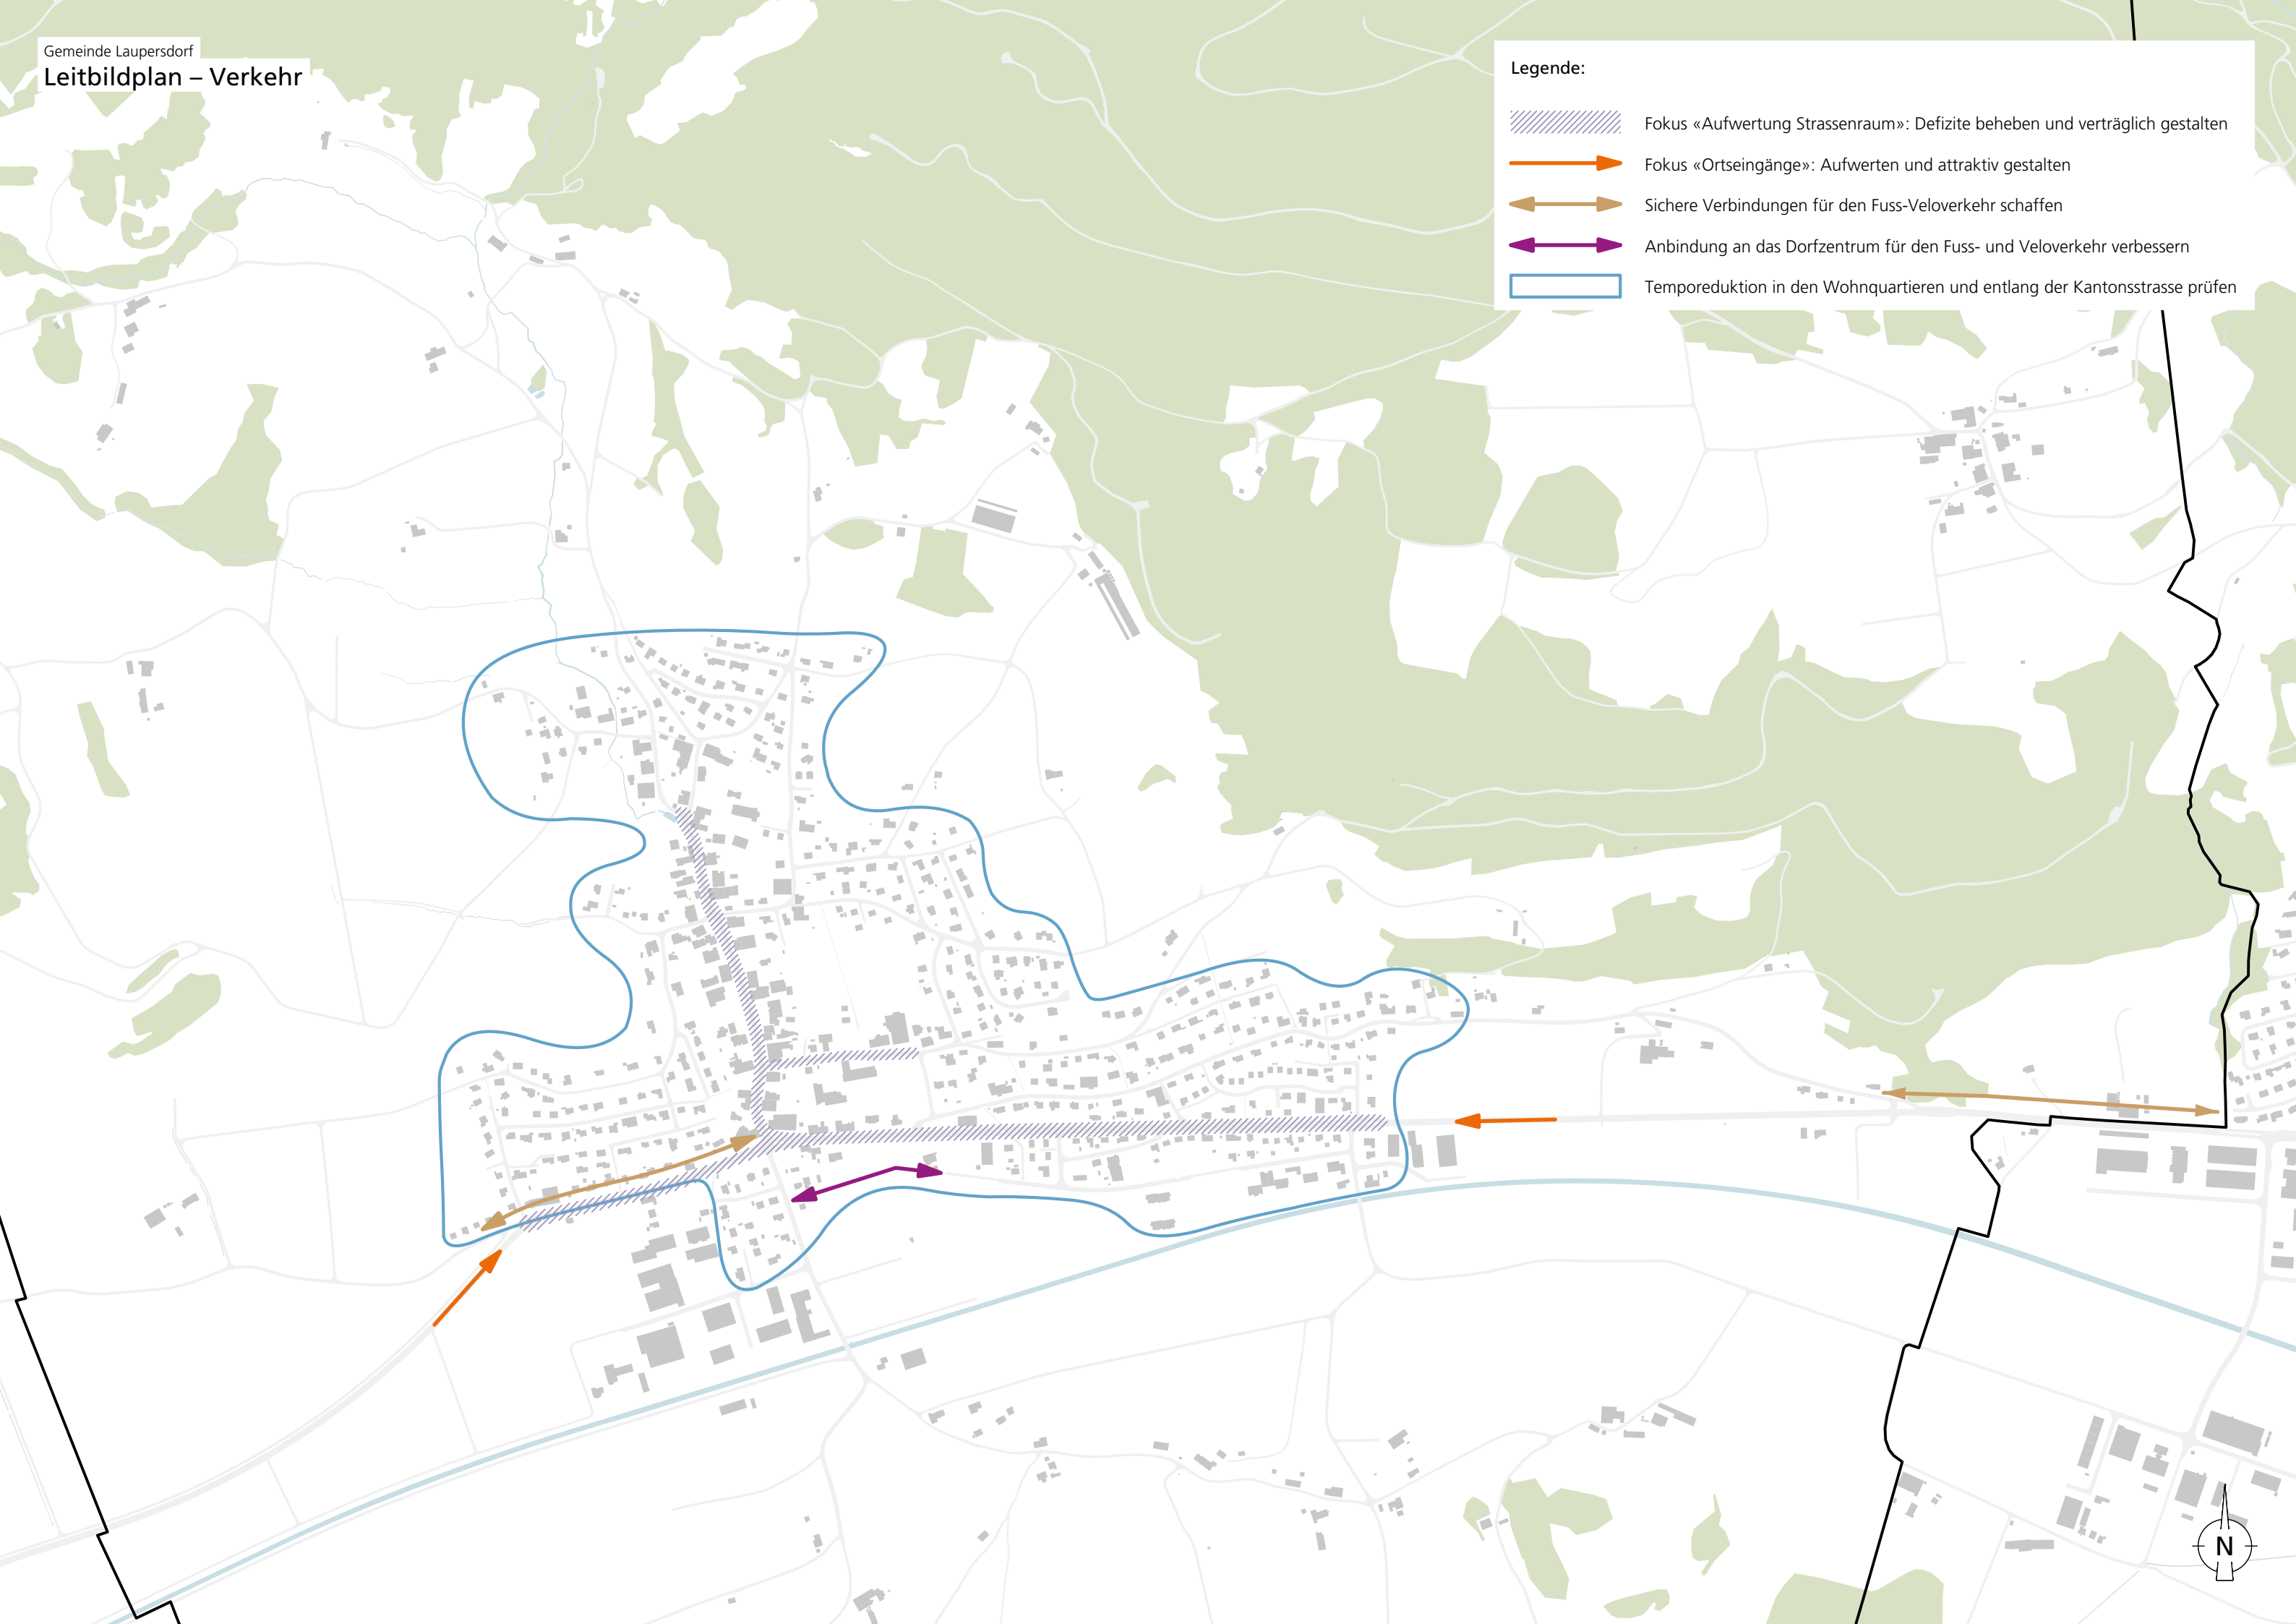 Gemeinde Laupersdorf
Leitbildplan – Verkehr
Legende:
Fokus «Aufwertung Strassenraum»: Defizite beheben und verträglich gestalten
Fokus «Ortseingänge»: Aufwerten und attraktiv gestalten
Sichere Verbindungen für den Fuss-Veloverkehr schaffen
Anbindung an das Dorfzentrum für den Fuss- und Veloverkehr verbessern
Temporeduktion in den Wohnquartieren und entlang der Kantonsstrasse prüfen
N